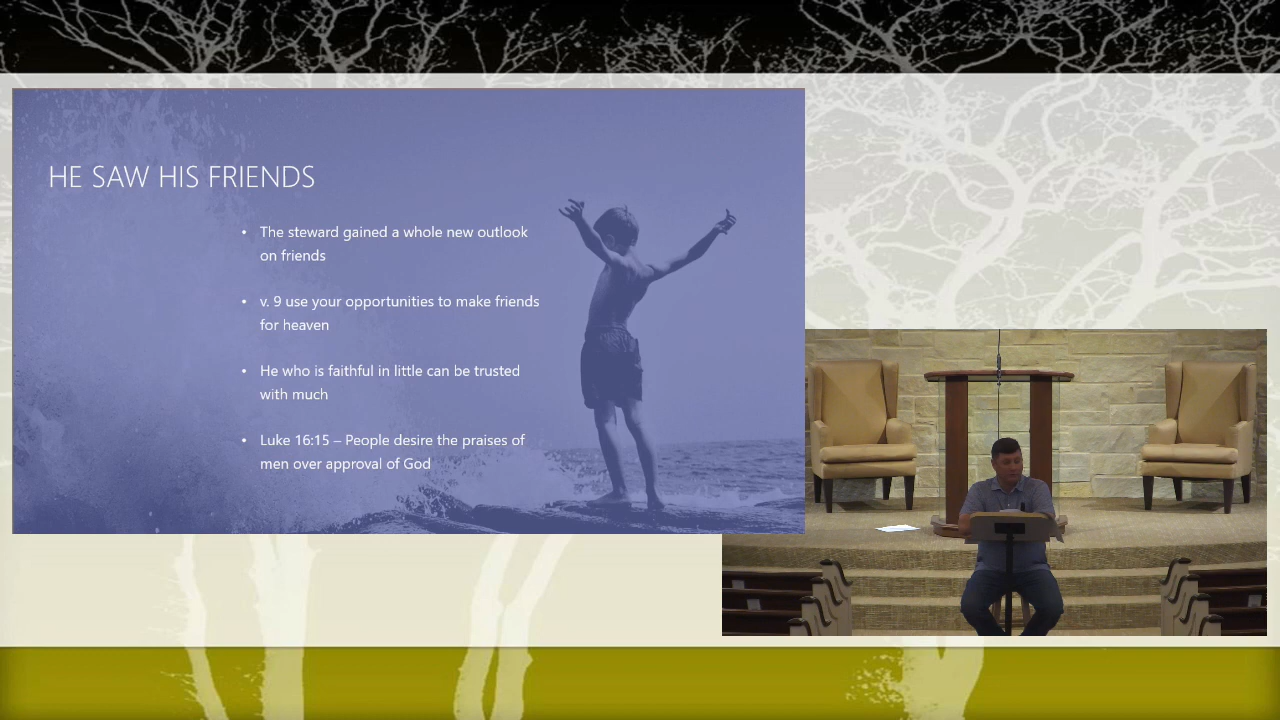 HE SAW HIS FRIENDS
• The steward gained a whole new outlook
on friends
• v. 9 use your opportunities to make friends
for heaven
• He who is faithful in little can be trusted
with much
• Luke 16:15 – People desire the praises of
men over approval of God